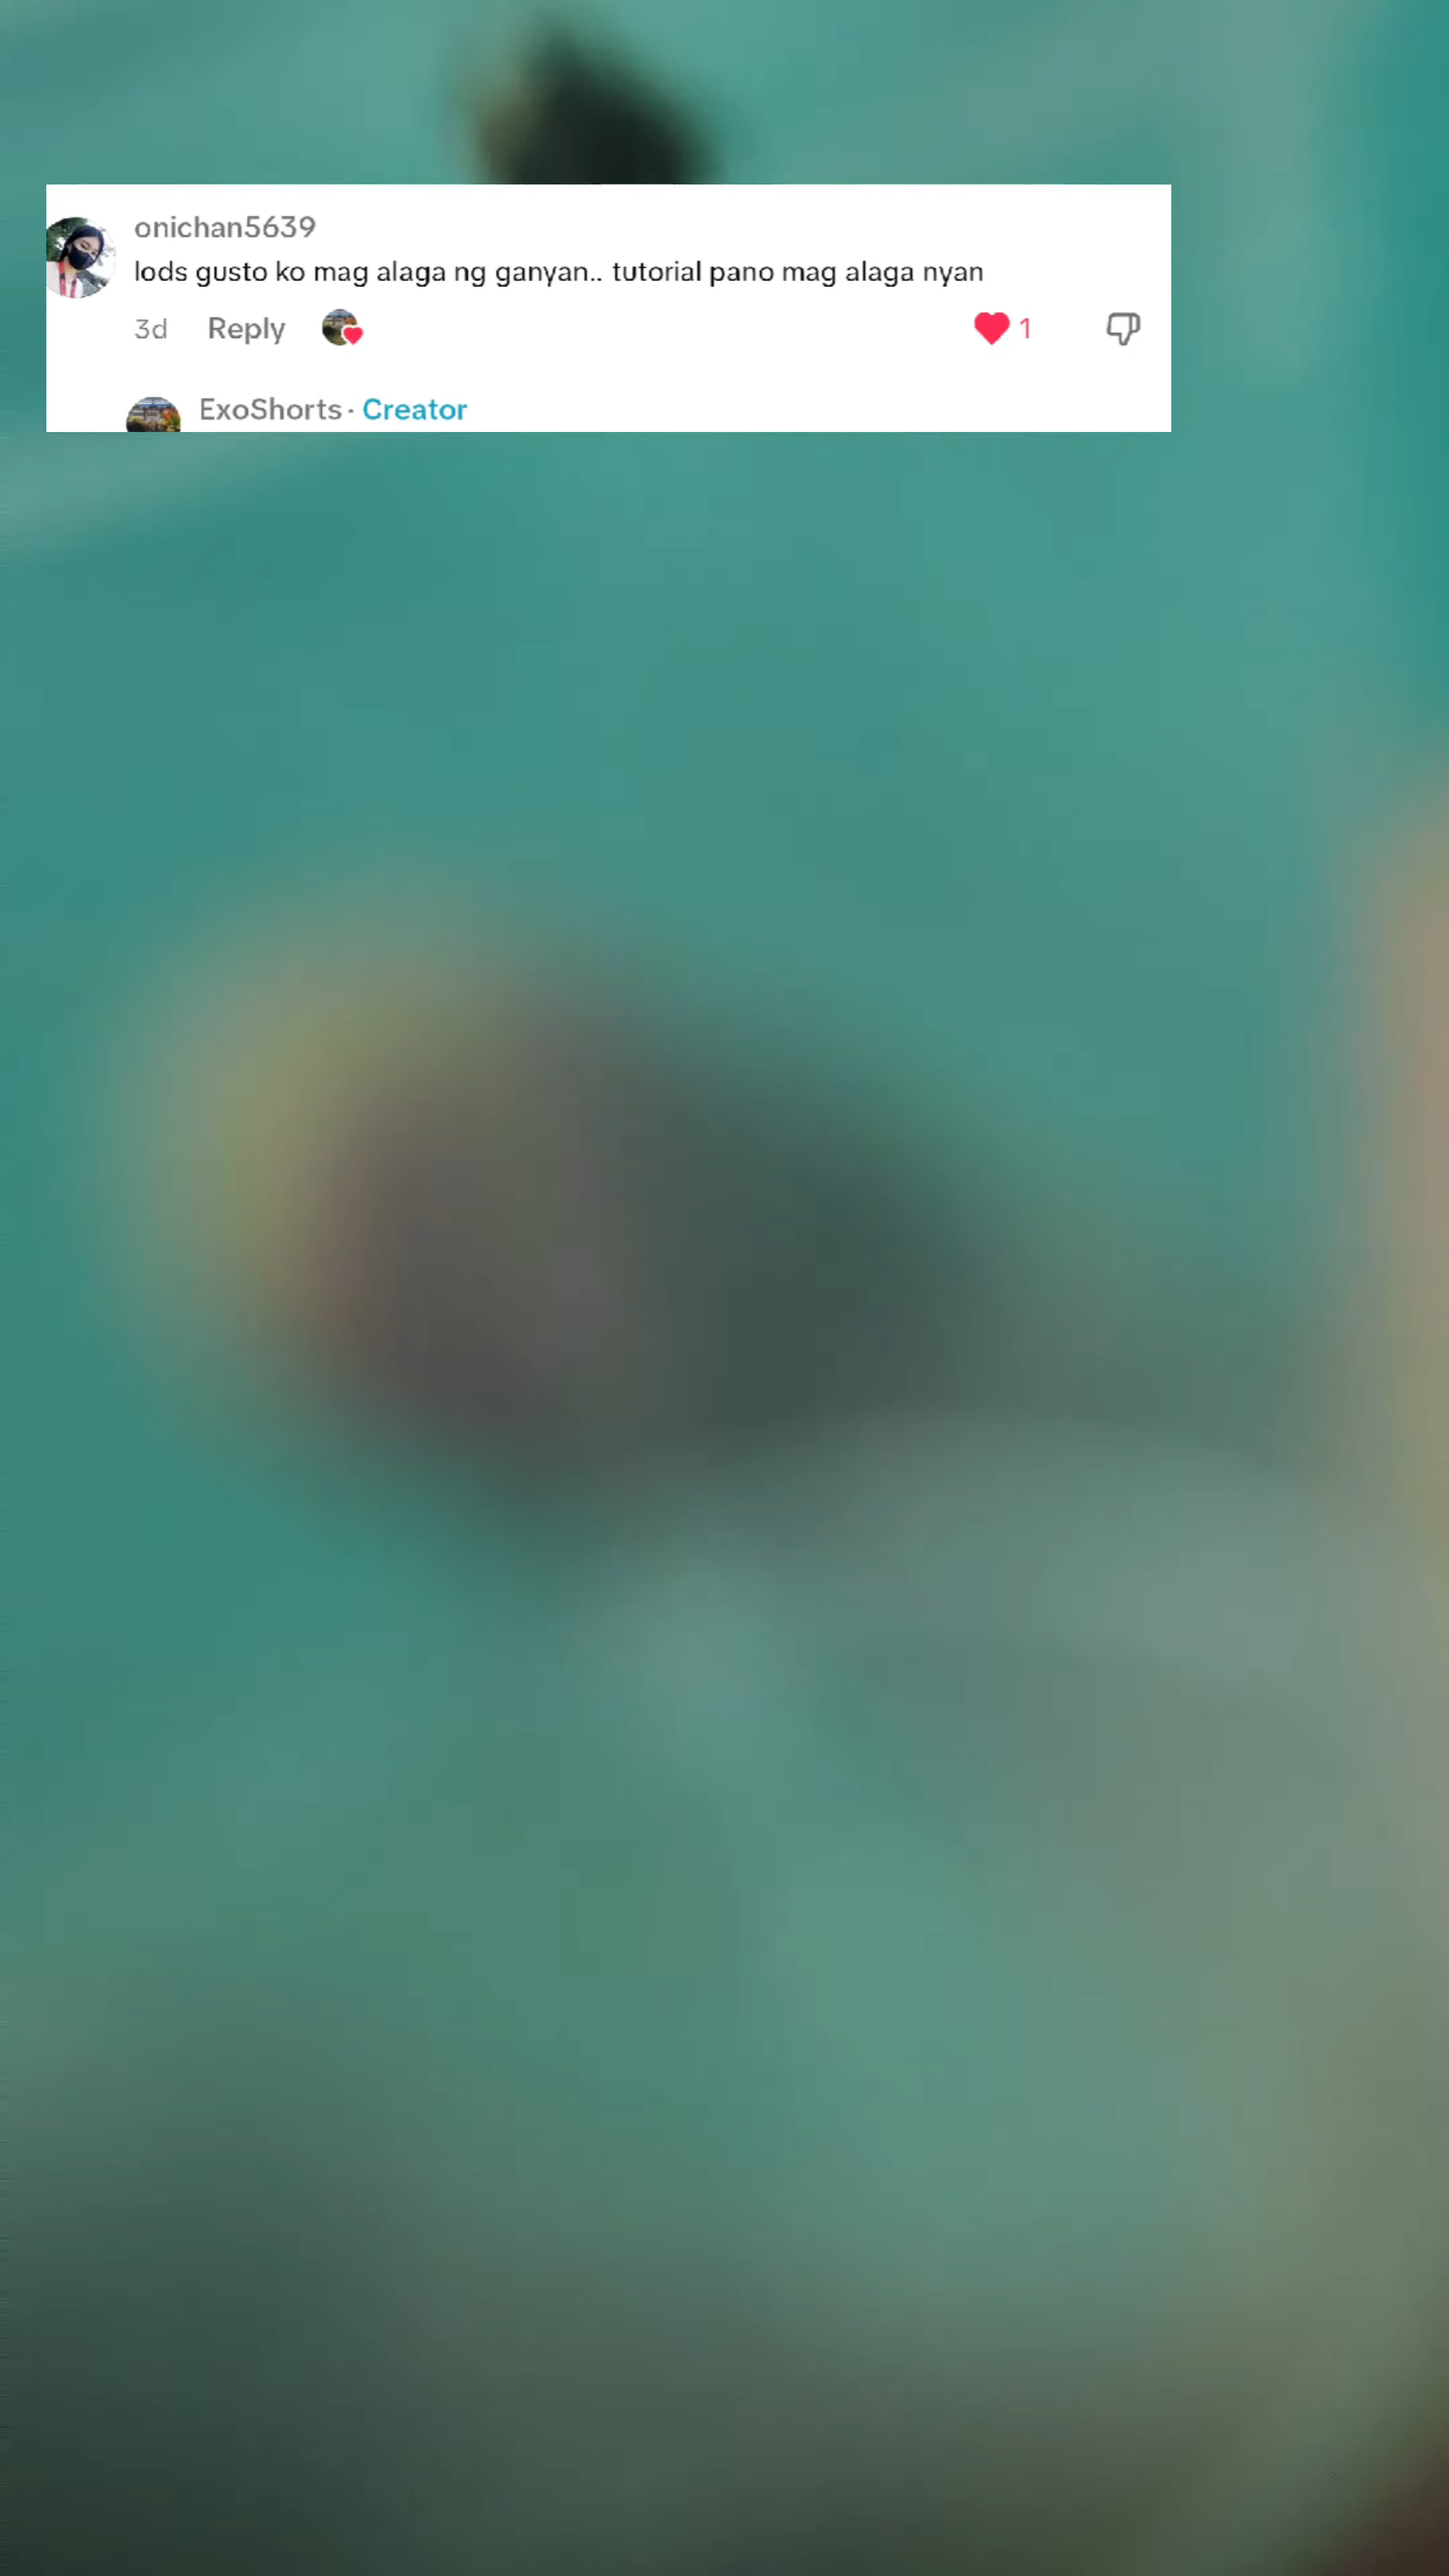 onichan5639
lods gusto ko mag alaga ng ganyan.. tutorial pano mag alaga nyan
3d Reply 1
ExoShorts · Creator